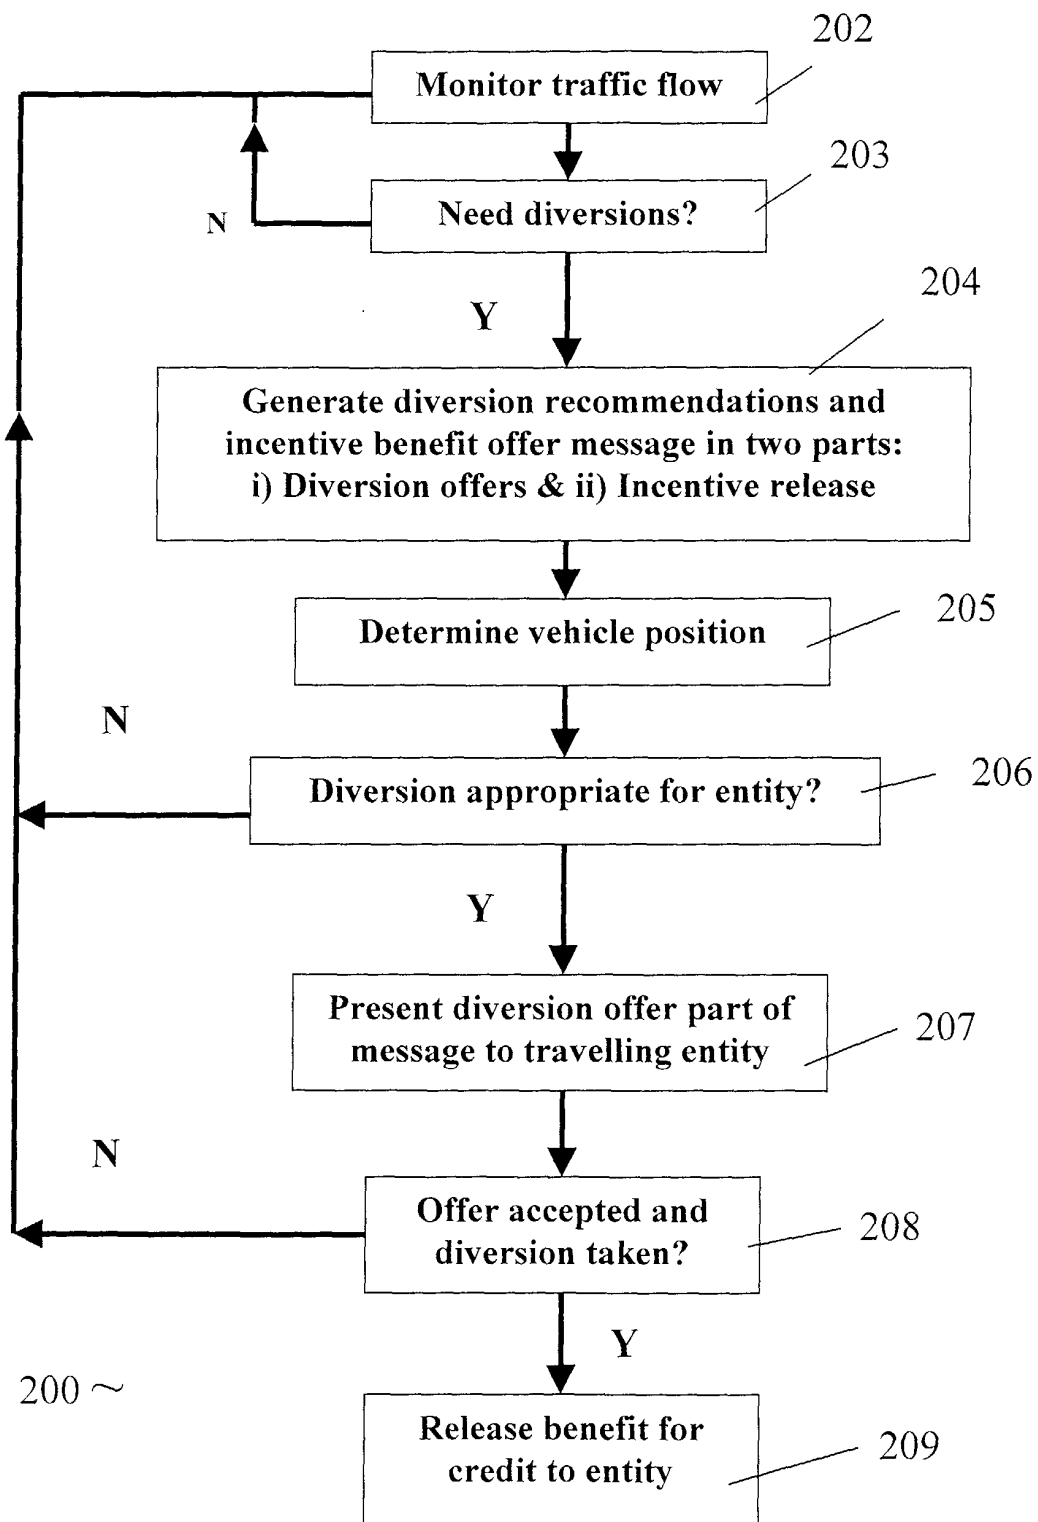 202
Monitor traffic flow
203
Need diversions?
N
204
Y
Generate diversion recommendations and
incentive benefit offer message in two parts:
i) Diversion offers & ii) Incentive release
205
Determine vehicle position
N
206
Diversion appropriate for entity?
Y
Present diversion offer part of
message to travelling entity
207
N
Offer accepted and
diversion taken?
208
Y
200 ~
Release benefit for
credit to entity
209